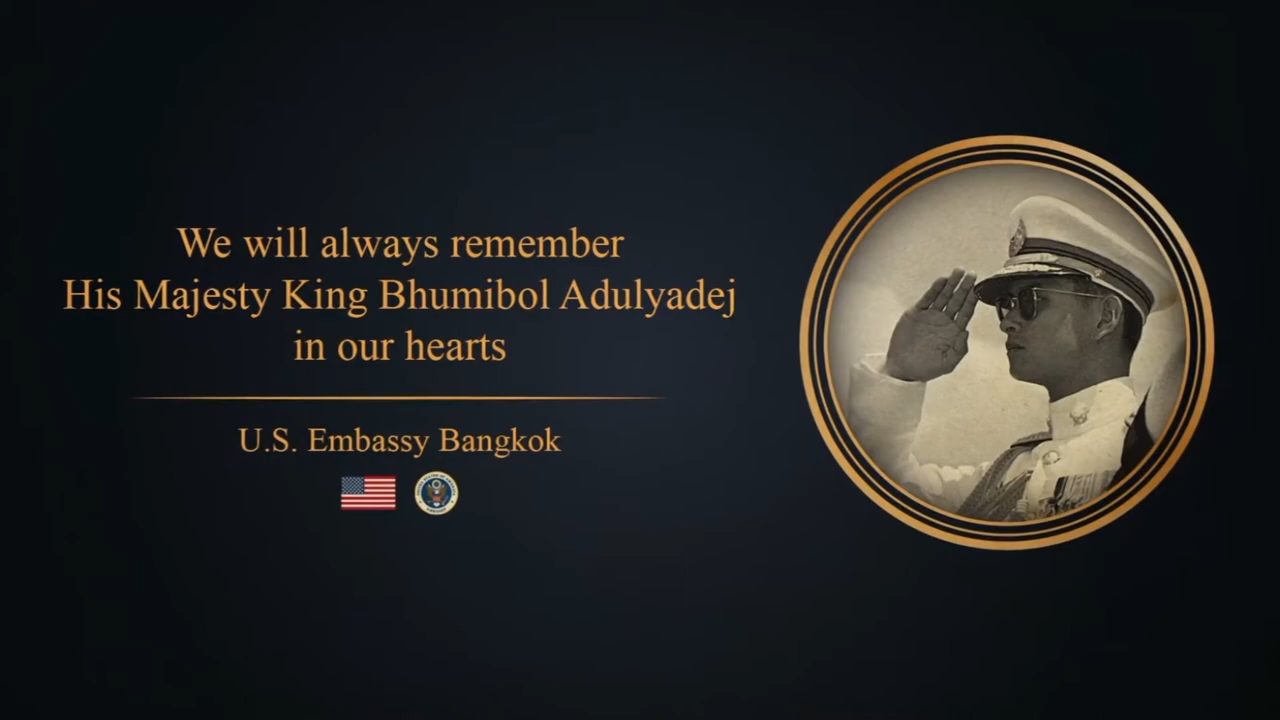 We will always remember
His Majesty King Bhumibol Adulyadej
in our hearts
U.S. Embassy Bangkok